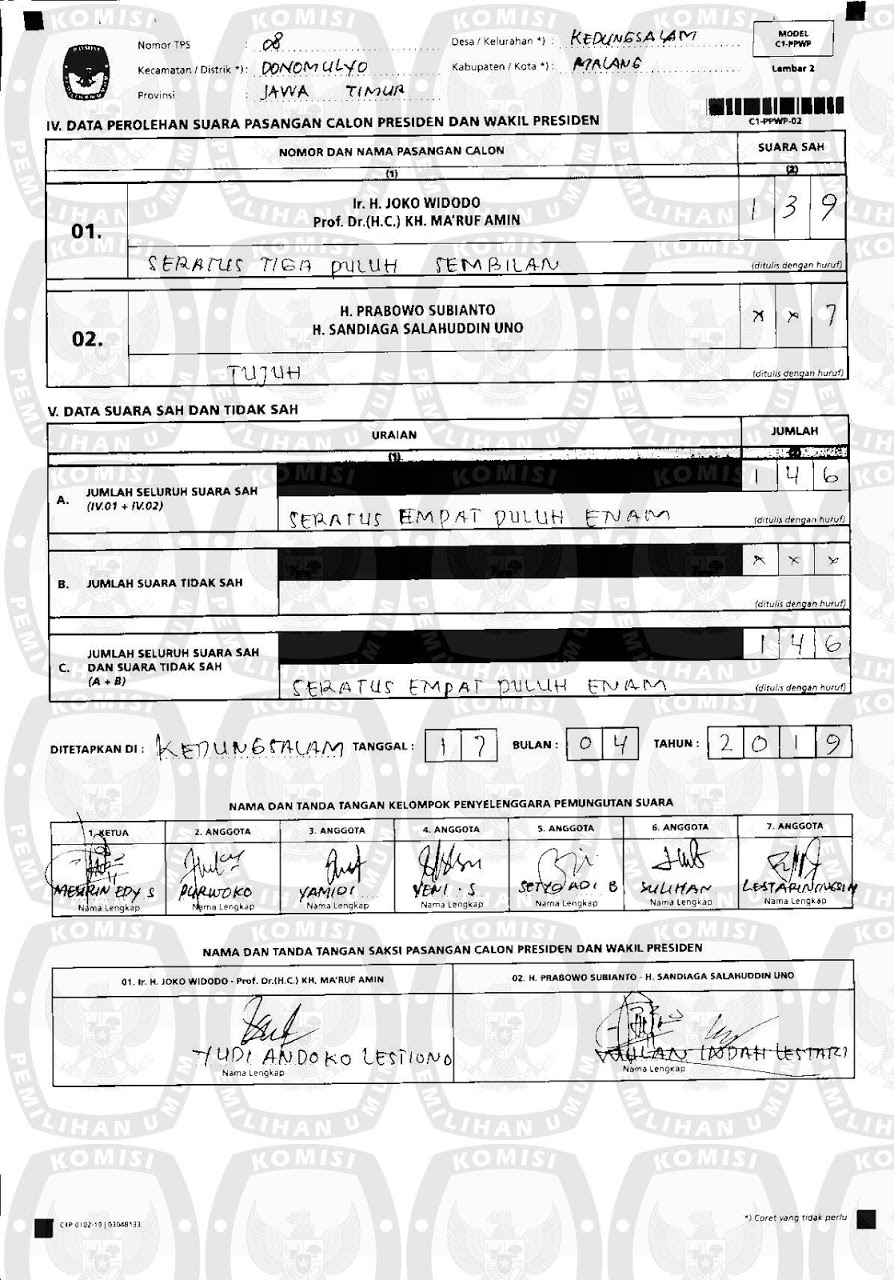 Nomor TPS : 08
Desa / Kelurahan *) : KEDUNGSALAM
MODEL
C1-PPWP
Kecamatan / Distrik *): DONOMULYO
Kabupaten / Kota *): MALANG
Lembar 2
Provinsi : JAWA TIMUR
C1-PPWP-02
IV. DATA PEROLEHAN SUARA PASANGAN CALON PRESIDEN DAN WAKIL PRESIDEN
NOMOR DAN NAMA PASANGAN CALON SUARA SAH
(1) (2)
01. Ir. H. JOKO WIDODO
Prof. Dr.(H.C.) KH. MA'RUF AMIN
1 3 9
SERATUS TIGA PULUH SEMBILAN (ditulis dengan huruf)
02. H. PRABOWO SUBIANTO
H. SANDIAGA SALAHUDDIN UNO
X X 7
TUJUH (ditulis dengan huruf)
V. DATA SUARA SAH DAN TIDAK SAH
URAIAN JUMLAH
(1) (2)
A. JUMLAH SELURUH SUARA SAH
(IV.01 + IV.02)
1 4 6
SERATUS EMPAT PULUH ENAM (ditulis dengan huruf)
B. JUMLAH SUARA TIDAK SAH
X X X
(ditulis dengan huruf)
C. JUMLAH SELURUH SUARA SAH
DAN SUARA TIDAK SAH
(A + B)
1 4 6
SERATUS EMPAT PULUH ENAM (ditulis dengan huruf)
DITETAPKAN DI : KEDUNGSALAM TANGGAL : 1 7 BULAN : 0 4 TAHUN : 2 0 1 9
NAMA DAN TANDA TANGAN KELOMPOK PENYELENGGARA PEMUNGUTAN SUARA
1. KETUA 2. ANGGOTA 3. ANGGOTA 4. ANGGOTA 5. ANGGOTA 6. ANGGOTA 7. ANGGOTA
EDY S PURWOKO YAMIDI YENI . S SETYO ADI B SULIHAN LESTARININGSIH
Nama Lengkap Nama Lengkap Nama Lengkap Nama Lengkap Nama Lengkap Nama Lengkap Nama Lengkap
NAMA DAN TANDA TANGAN SAKSI PASANGAN CALON PRESIDEN DAN WAKIL PRESIDEN
01. Ir. H. JOKO WIDODO - Prof. Dr.(H.C.) KH. MA'RUF AMIN 02. H. PRABOWO SUBIANTO - H. SANDIAGA SALAHUDDIN UNO
YUDI ANDOKO LESTIONO INDAH LESTARI
Nama Lengkap Nama Lengkap
*) Coret yang tidak perlu
C1P 0102-19 | 03048133